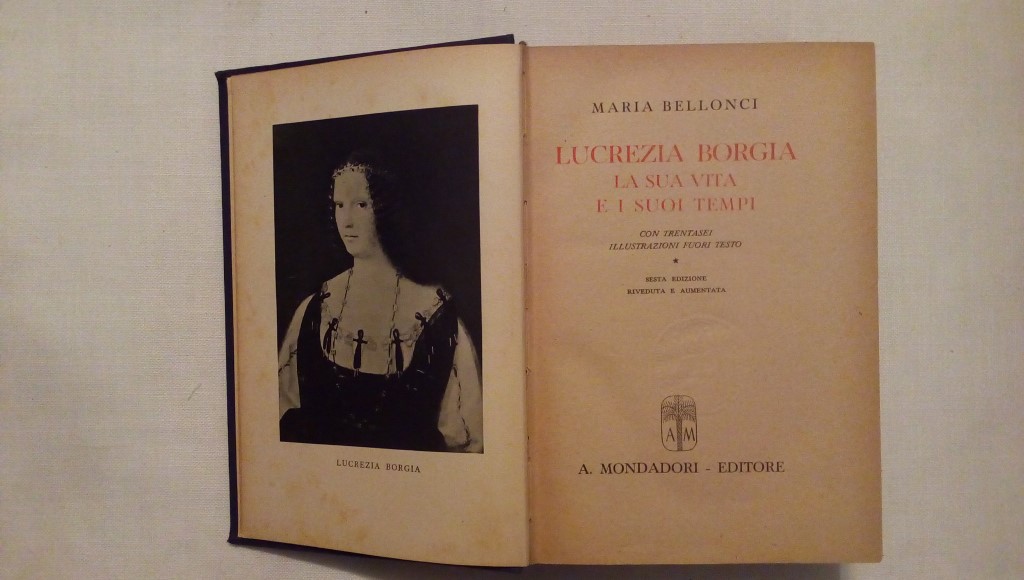 LUCREZIA BORGIA
MARIA BELLONCI
LUCREZIA BORGIA
LA SUA VITA
E I SUOI TEMPI
CON TRENTASEI
ILLUSTRAZIONI FUORI TESTO
★
SESTA EDIZIONE
RIVEDUTA E AUMENTATA
A M
A. MONDADORI - EDITORE